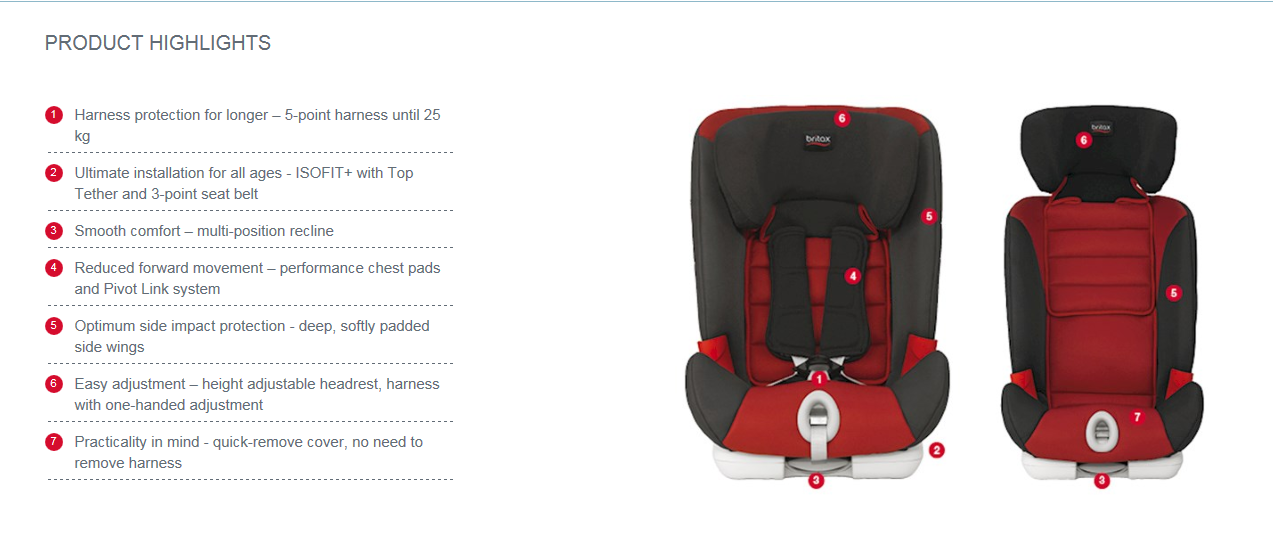 PRODUCT HIGHLIGHTS
1 Harness protection for longer – 5-point harness until 25
kg
2 Ultimate installation for all ages - ISOFIT+ with Top
Tether and 3-point seat belt
3 Smooth comfort – multi-position recline
4 Reduced forward movement – performance chest pads
and Pivot Link system
5 Optimum side impact protection - deep, softly padded
side wings
6 Easy adjustment – height adjustable headrest, harness
with one-handed adjustment
7 Practicality in mind - quick-remove cover, no need to
remove harness
6
britax
5
4
1
2
3
britax
6
5
7
3